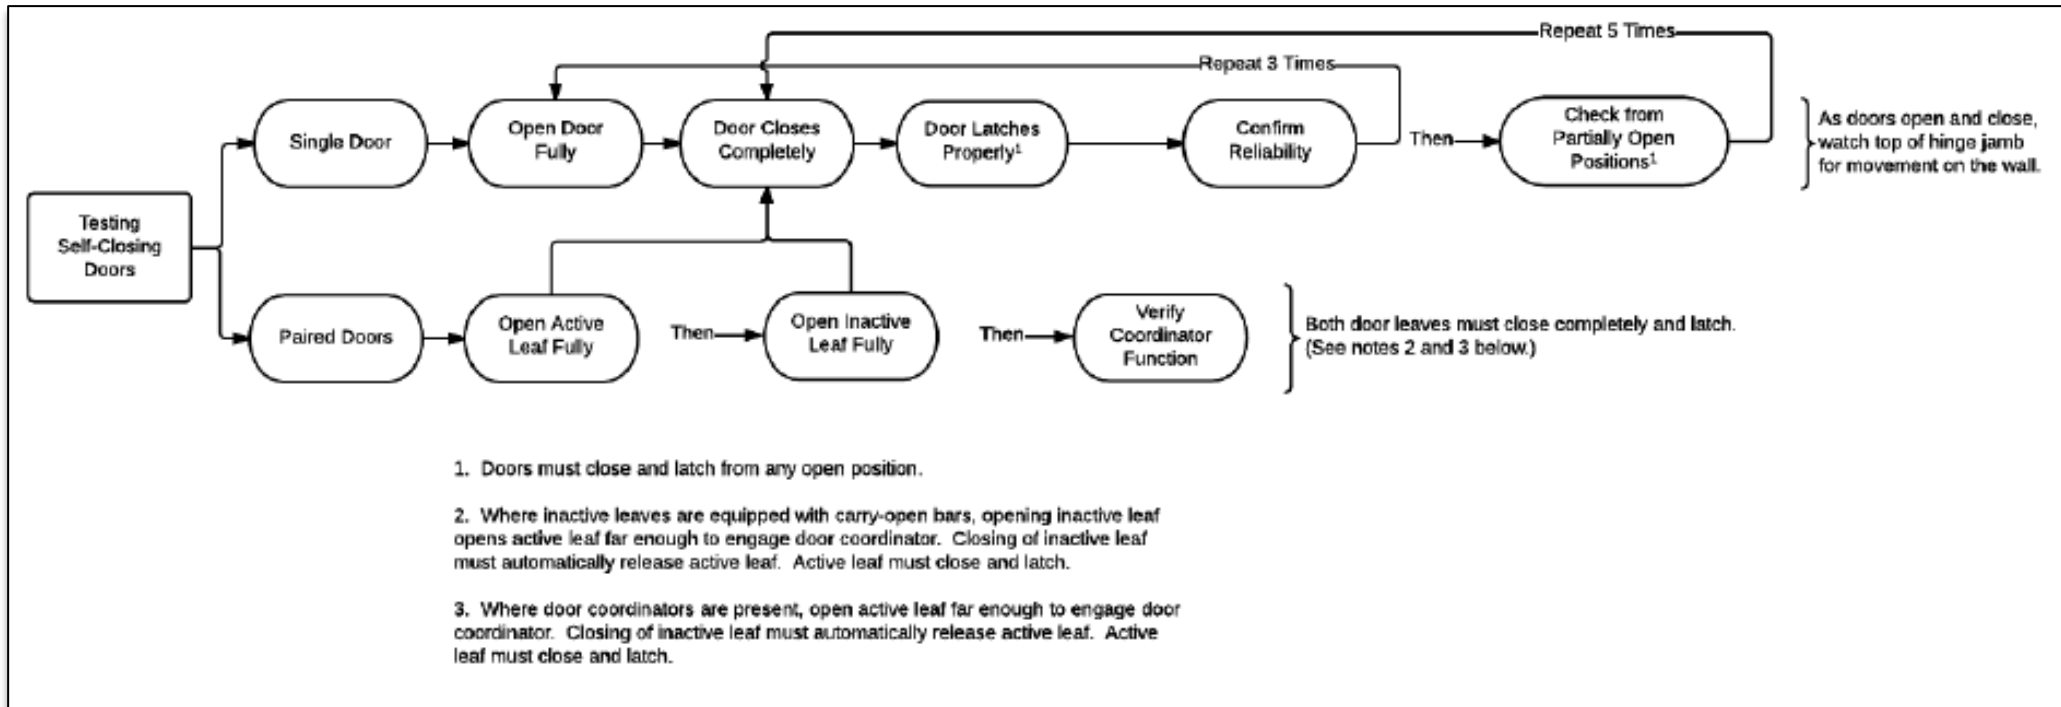 Repeat 5 Times
Repeat 3 Times
Single Door
Open Door
Fully
Door Closes
Completely
Door Latches
Properly¹
Confirm
Reliability
Then
Check from
Partially Open
Positions¹
As doors open and close,
watch top of hinge jamb
for movement on the wall.
Testing
Self-Closing
Doors
Paired Doors
Open Active
Leaf Fully
Then
Open Inactive
Leaf Fully
Then
Verify
Coordinator
Function
Both door leaves must close completely and latch.
(See notes 2 and 3 below.)
1. Doors must close and latch from any open position.
2. Where inactive leaves are equipped with carry-open bars, opening inactive leaf
opens active leaf far enough to engage door coordinator. Closing of inactive leaf
must automatically release active leaf. Active leaf must close and latch.
3. Where door coordinators are present, open active leaf far enough to engage door
coordinator. Closing of inactive leaf must automatically release active leaf. Active
leaf must close and latch.